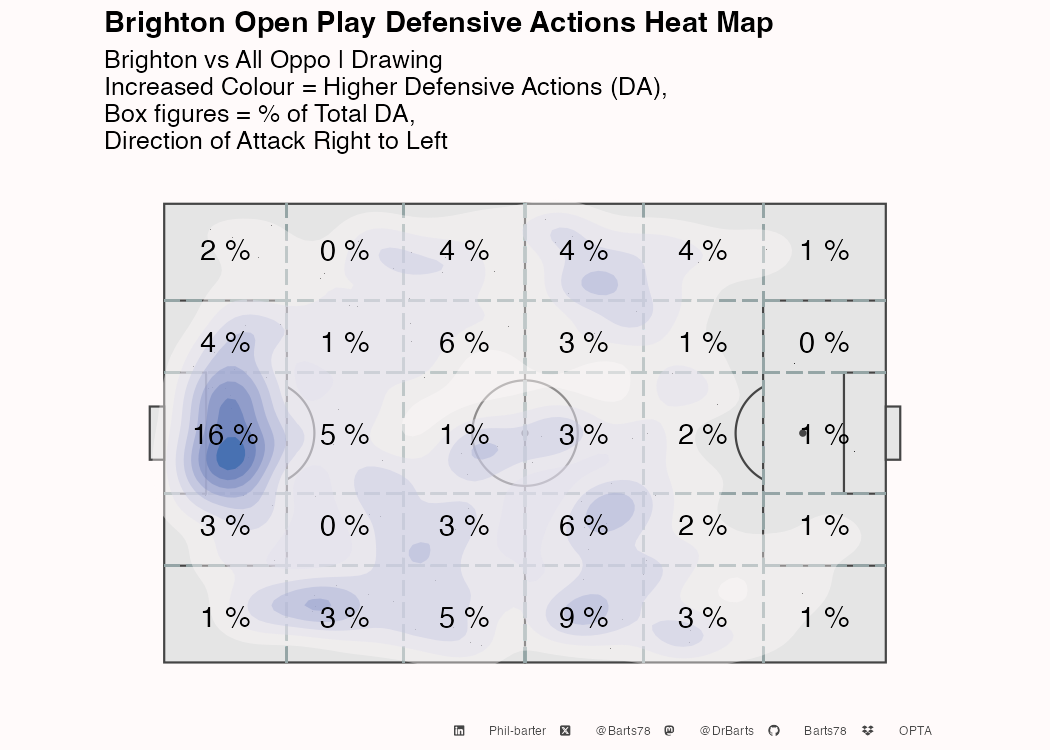 Brighton Open Play Defensive Actions Heat Map
Brighton vs All Oppo | Drawing
Increased Colour = Higher Defensive Actions (DA),
Box figures = % of Total DA,
Direction of Attack Right to Left
2 % 0 % 4 % 4 % 4 % 1 %
4 % 1 % 6 % 3 % 1 % 0 %
16 % 5 % 1 % 3 % 2 % 1 %
3 % 0 % 3 % 6 % 2 % 1 %
1 % 3 % 5 % 9 % 3 % 1 %
Phil-barter @Barts78 @DrBarts Barts78 OPTA